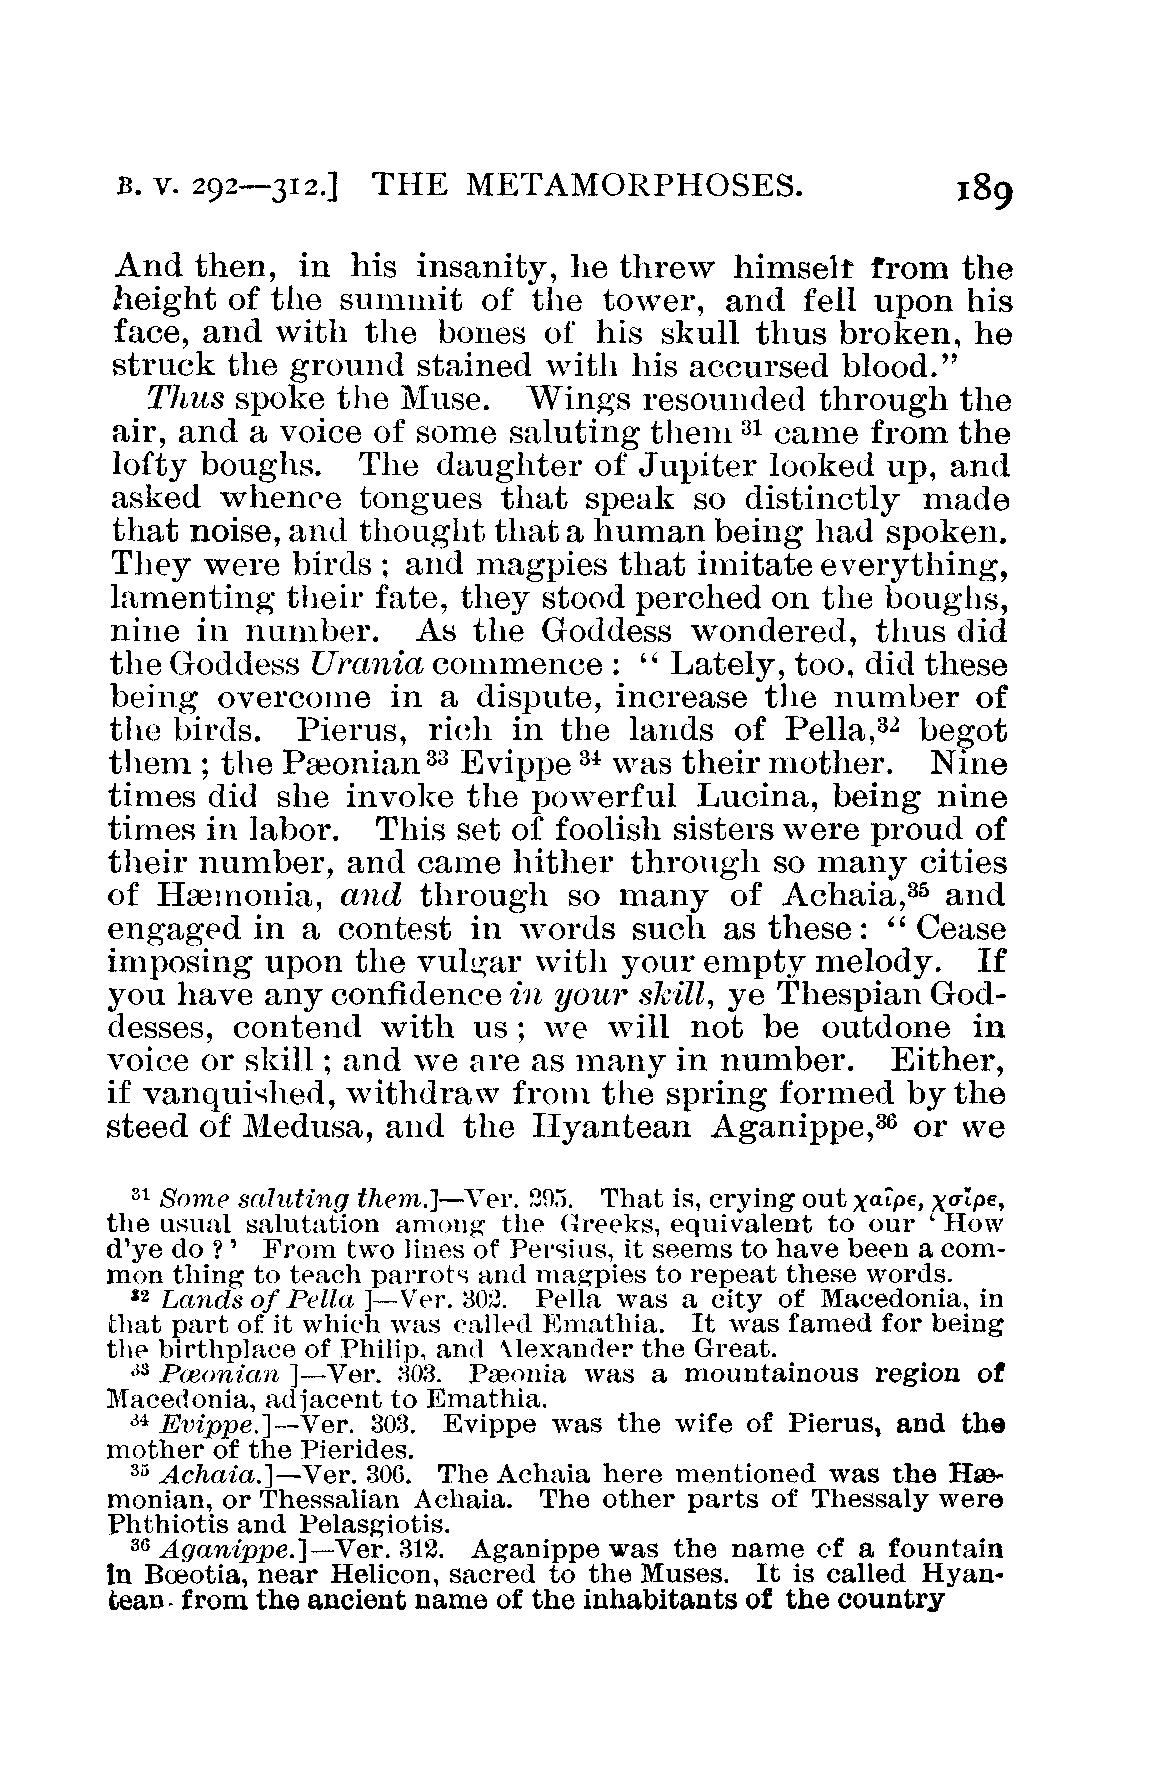 B. V. 292—312.] THE METAMORPHOSES. 189
And then, in his insanity, he threw himself from the
height of the summit of the tower, and fell upon his
face, and with the bones of his skull thus broken, he
struck the ground stained with his accursed blood."
Thus spoke the Muse. Wings resounded through the
air, and a voice of some saluting them 31 came from the
lofty boughs. The daughter of Jupiter looked up, and
asked whence tongues that speak so distinctly made
that noise, and thought that a human being had spoken.
They were birds ; and magpies that imitate everything,
lamenting their fate, they stood perched on the boughs,
nine in number. As the Goddess wondered, thus did
the Goddess Urania commence : " Lately, too, did these
being overcome in a dispute, increase the number of
the birds. Pierus, rich in the lands of Pella,32 begot
them ; the Pæonian 33 Evippe 34 was their mother. Nine
times did she invoke the powerful Lucina, being nine
times in labor. This set of foolish sisters were proud of
their number, and came hither through so many cities
of Hæmonia, and through so many of Achaia,35 and
engaged in a contest in words such as these : " Cease
imposing upon the vulgar with your empty melody. If
you have any confidence in your skill, ye Thespian God-
desses, contend with us ; we will not be outdone in
voice or skill ; and we are as many in number. Either,
if vanquished, withdraw from the spring formed by the
steed of Medusa, and the Hyantean Aganippe,36 or we
31 Some saluting them.]—Ver. 295. That is, crying out χαῖρε, χαῖρε,
the usual salutation among the Greeks, equivalent to our ' How
d'ye do ? ' From two lines of Persius, it seems to have been a com-
mon thing to teach parrots and magpies to repeat these words.
32 Lands of Pella ]—Ver. 302. Pella was a city of Macedonia, in
that part of it which was called Emathia. It was famed for being
the birthplace of Philip, and Alexander the Great.
33 Pæonian ]—Ver. 303. Pæonia was a mountainous region of
Macedonia, adjacent to Emathia.
34 Evippe.]—Ver. 303. Evippe was the wife of Pierus, and the
mother of the Pierides.
35 Achaia.]—Ver. 306. The Achaia here mentioned was the Hæ-
monian, or Thessalian Achaia. The other parts of Thessaly were
Phthiotis and Pelasgiotis.
36 Aganippe.]—Ver. 312. Aganippe was the name of a fountain
in Bœotia, near Helicon, sacred to the Muses. It is called Hyan-
tean. from the ancient name of the inhabitants of the country